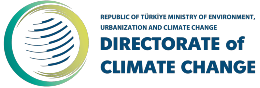 REPUBLIC OF TÜRKİYE MINISTRY OF ENVIRONMENT,
URBANIZATION AND CLIMATE CHANGE
DIRECTORATE of
CLIMATE CHANGE